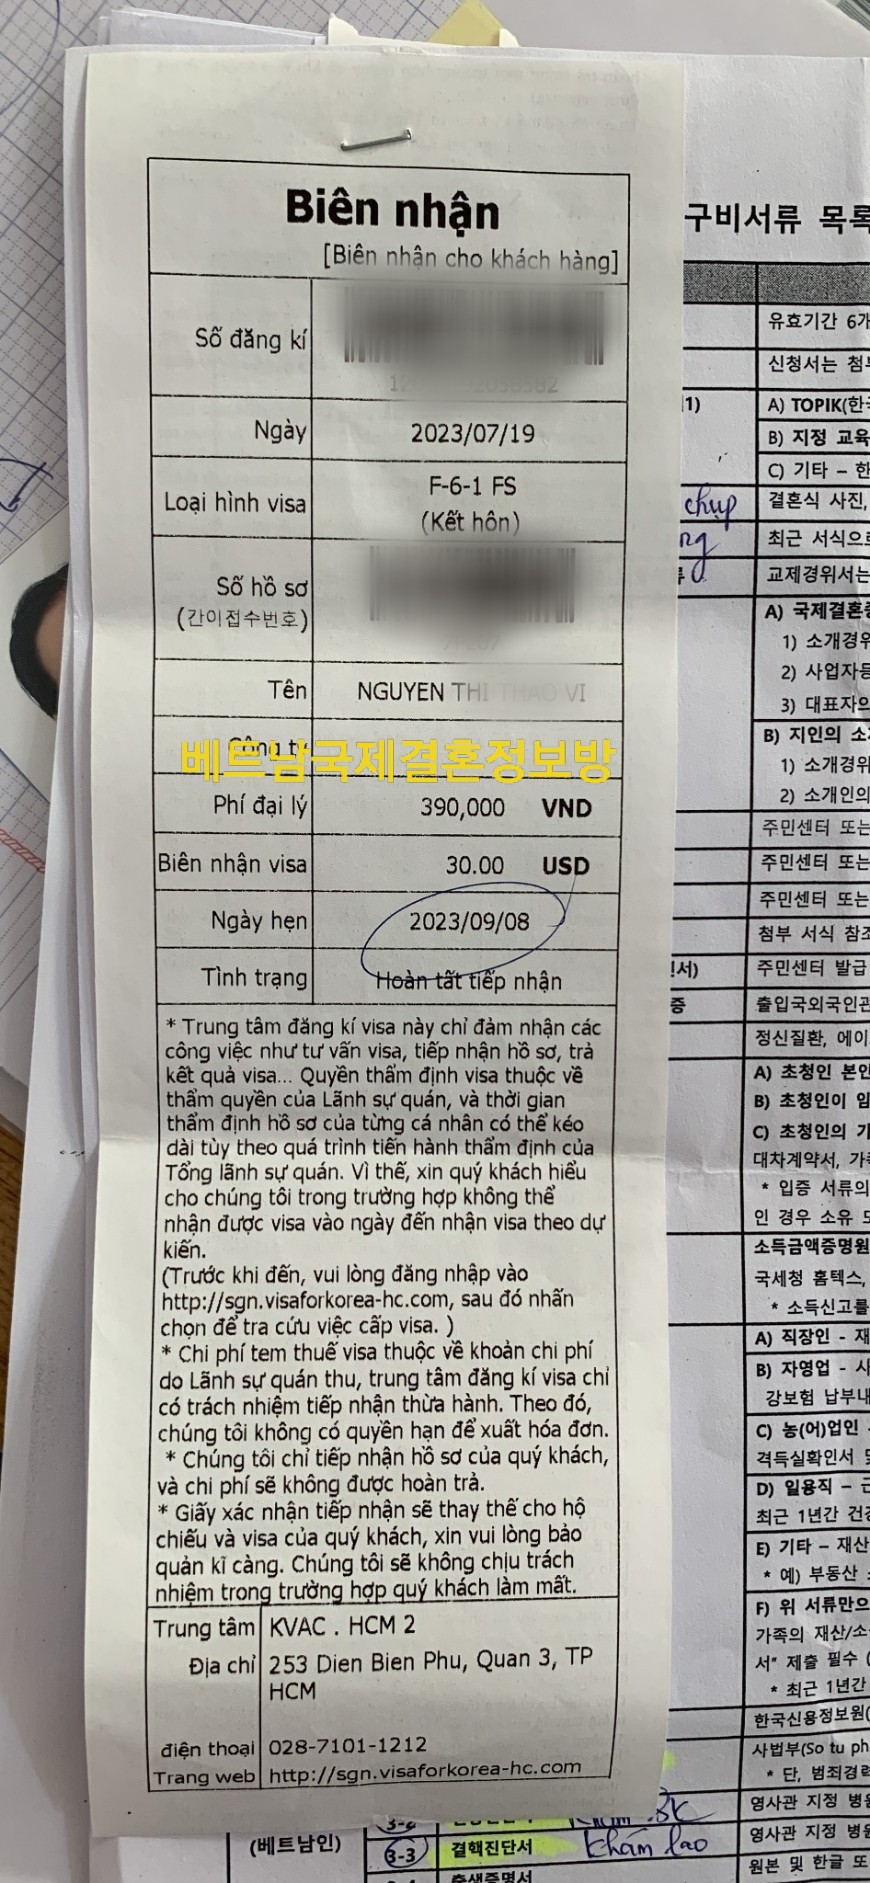 Biên nhận
[Biên nhận cho khách hàng]
Số đăng kí
Ngày 2023/07/19
Loại hình visa F-6-1 FS
(Kết hôn)
Số hồ sơ
(간이접수번호)
Tên NGUYEN THI THAO VI
베트남국제결혼정보방
Phí đại lý 390,000 VND
Biên nhận visa 30.00 USD
Ngày hẹn 2023/09/08
Tình trạng Hoàn tất tiếp nhận
* Trung tâm đăng kí visa này chỉ đảm nhận các
công việc như tư vấn visa, tiếp nhận hồ sơ, trả
kết quả visa... Quyền thẩm định visa thuộc về
thẩm quyền của Lãnh sự quán, và thời gian
thẩm định hồ sơ của từng cá nhân có thể kéo
dài tùy theo quá trình tiến hành thẩm định của
Tổng lãnh sự quán. Vì thế, xin quý khách hiểu
cho chúng tôi trong trường hợp không thể
nhận được visa vào ngày đến nhận visa theo dự
kiến.
(Trước khi đến, vui lòng đăng nhập vào
http://sgn.visaforkorea-hc.com, sau đó nhấn
chọn để tra cứu việc cấp visa. )
* Chi phí tem thuế visa thuộc về khoản chi phí
do Lãnh sự quán thu, trung tâm đăng kí visa chỉ
có trách nhiệm tiếp nhận thừa hành. Theo đó,
chúng tôi không có quyền hạn để xuất hóa đơn.
* Chúng tôi chỉ tiếp nhận hồ sơ của quý khách,
và chi phí sẽ không được hoàn trả.
* Giấy xác nhận tiếp nhận sẽ thay thế cho hộ
chiếu và visa của quý khách, xin vui lòng bảo
quản kĩ càng. Chúng tôi sẽ không chịu trách
nhiệm trong trường hợp quý khách làm mất.
Trung tâm KVAC . HCM 2
Địa chỉ 253 Dien Bien Phu, Quan 3, TP
HCM
điện thoại 028-7101-1212
Trang web http://sgn.visaforkorea-hc.com
구비서류 목록
유효기간 6개
신청서는 첨부
A) TOPIK(한국
B) 지정 교육
C) 기타 – 한
chụp 결혼식 사진,
최근 서식으로
교제경위서는
A) 국제결혼중
1) 소개경위
2) 사업자등
3) 대표자의
B) 지인의 소개
1) 소개경위
2) 소개인의
주민센터 또는
주민센터 또는
주민센터 또는
첨부 서식 참조
주민센터 발급
증 출입국외국인관
정신질환, 에이
A) 초청인 본인
B) 초청인이 임
C) 초청인의 가
대차계약서, 가족
* 입증 서류의
인 경우 소유 또
소득금액증명원
국세청 홈텍스,
* 소득신고를
A) 직장인 - 재
B) 자영업 - 사
강보험 납부내
C) 농(어)업인
격득실확인서 및
D) 일용직 – 근
최근 1년간 건강
E) 기타 – 재산
* 예) 부동산
F) 위 서류만으
가족의 재산/소
서" 제출 필수 (
* 최근 1년간
한국신용정보원(
사법부(So tu ph
* 단, 범죄경력
영사관 지정 병원
(베트남인) 3-3 결핵진단서 khám lao 영사관 지정 병원
출생증명서 원본 및 한글 또